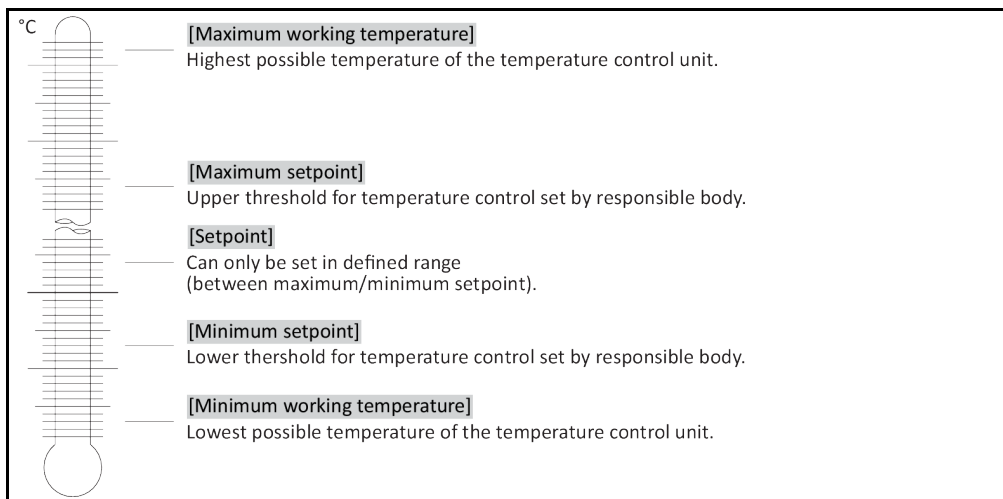 °C
[Maximum working temperature]
Highest possible temperature of the temperature control unit.
[Maximum setpoint]
Upper threshold for temperature control set by responsible body.
[Setpoint]
Can only be set in defined range
(between maximum/minimum setpoint).
[Minimum setpoint]
Lower thershold for temperature control set by responsible body.
[Minimum working temperature]
Lowest possible temperature of the temperature control unit.